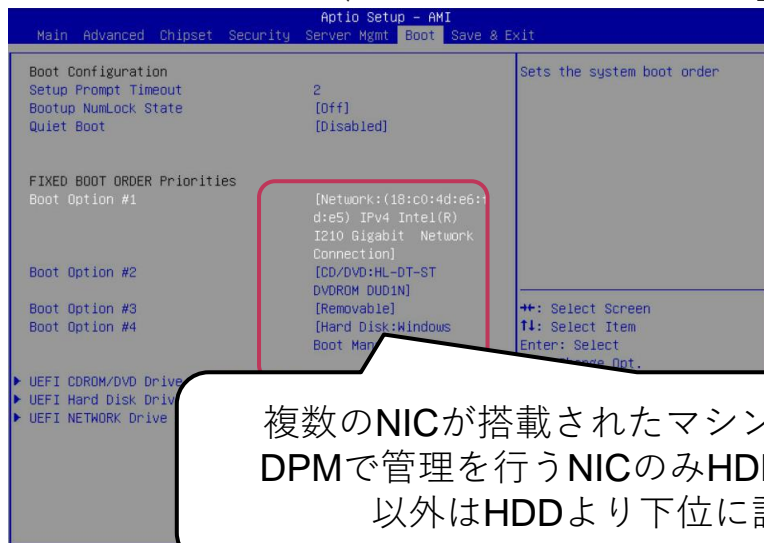 Aptio Setup – AMI
Main Advanced Chipset Security Server Mgmt Boot Save & Exit
Boot Configuration
Setup Prompt Timeout 2
Bootup NumLock State [Off]
Quiet Boot [Disabled]
FIXED BOOT ORDER Priorities
Boot Option #1 [Network:(18:c0:4d:e6:f
d:e5) IPv4 Intel(R)
I210 Gigabit Network
Connection]
Boot Option #2 [CD/DVD:HL-DT-ST
DVDROM DUD1N]
Boot Option #3 [Removable]
Boot Option #4 [Hard Disk:Windows
Boot Man
▶ UEFI CDROM/DVD Drive
▶ UEFI Hard Disk Driv
▶ UEFI NETWORK Drive
Sets the system boot order
→←: Select Screen
↑↓: Select Item
Enter: Select
Change Opt.
複数のNICが搭載されたマシン
DPMで管理を行うNICのみHD
以外はHDDより下位に